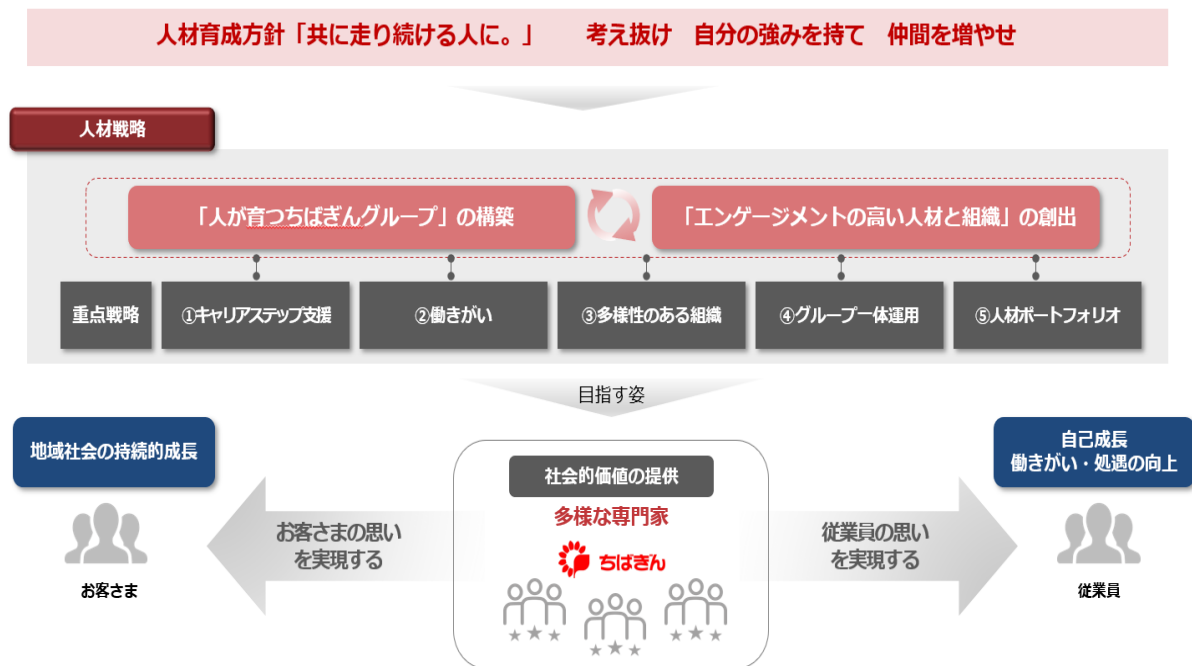 人材育成方針「共に走り続ける人に。」　考え抜け　自分の強みを持て　仲間を増やせ
人材戦略
「人が育つちばぎんグループ」の構築
「エンゲージメントの高い人材と組織」の創出
重点戦略
①キャリアステップ支援
②働きがい
③多様性のある組織
④グループ一体運用
⑤人材ポートフォリオ
目指す姿
地域社会の持続的成長
お客さま
お客さまの思い
を実現する
社会的価値の提供
多様な専門家
ちばぎん
従業員の思い
を実現する
自己成長
働きがい・処遇の向上
従業員